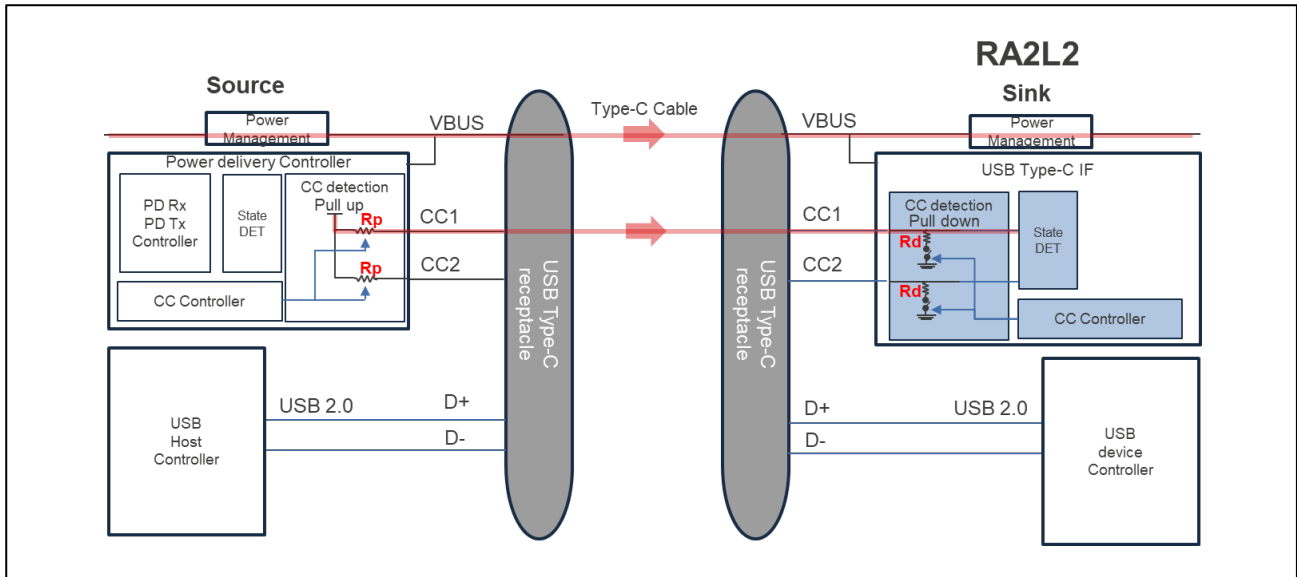 RA2L2
Source
Sink
Type-C Cable
Power
Management
VBUS
VBUS
Power
Management
Power delivery Controller
USB Type-C IF
PD Rx
PD Tx
Controller
State
DET
CC detection
Pull up
Rp
Rp
CC Controller
CC1
CC2
USB Type-C
receptacle
USB Type-C
receptacle
CC1
CC2
CC detection
Pull down
Rd
Rd
State
DET
CC Controller
USB
Host
Controller
USB 2.0
D+
D-
D+
D-
USB 2.0
USB
device
Controller